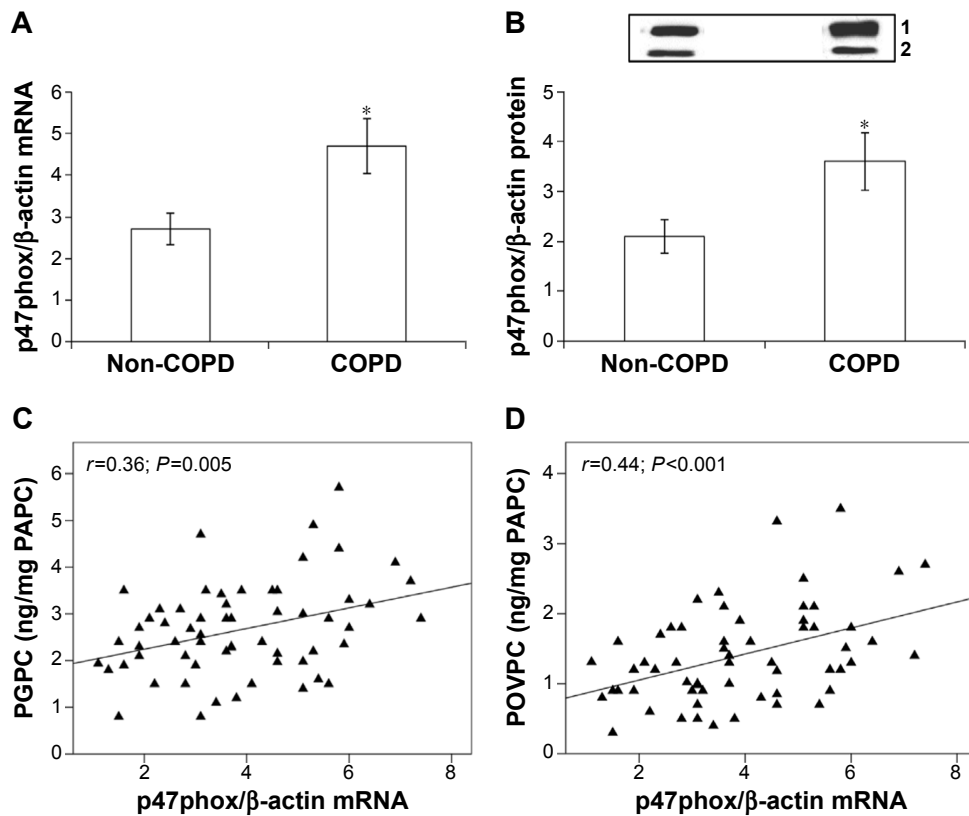 A
p47phox/β-actin mRNA
6
5
4
3
2
1
0
*
Non-COPD
COPD
B
1
2
p47phox/β-actin protein
5
4
3
2
1
0
*
Non-COPD
COPD
C
r=0.36; P=0.005
PGPC (ng/mg PAPC)
6
5
4
3
2
1
0
2
4
6
8
p47phox/β-actin mRNA
D
r=0.44; P<0.001
POVPC (ng/mg PAPC)
4
3
2
1
0
2
4
6
8
p47phox/β-actin mRNA